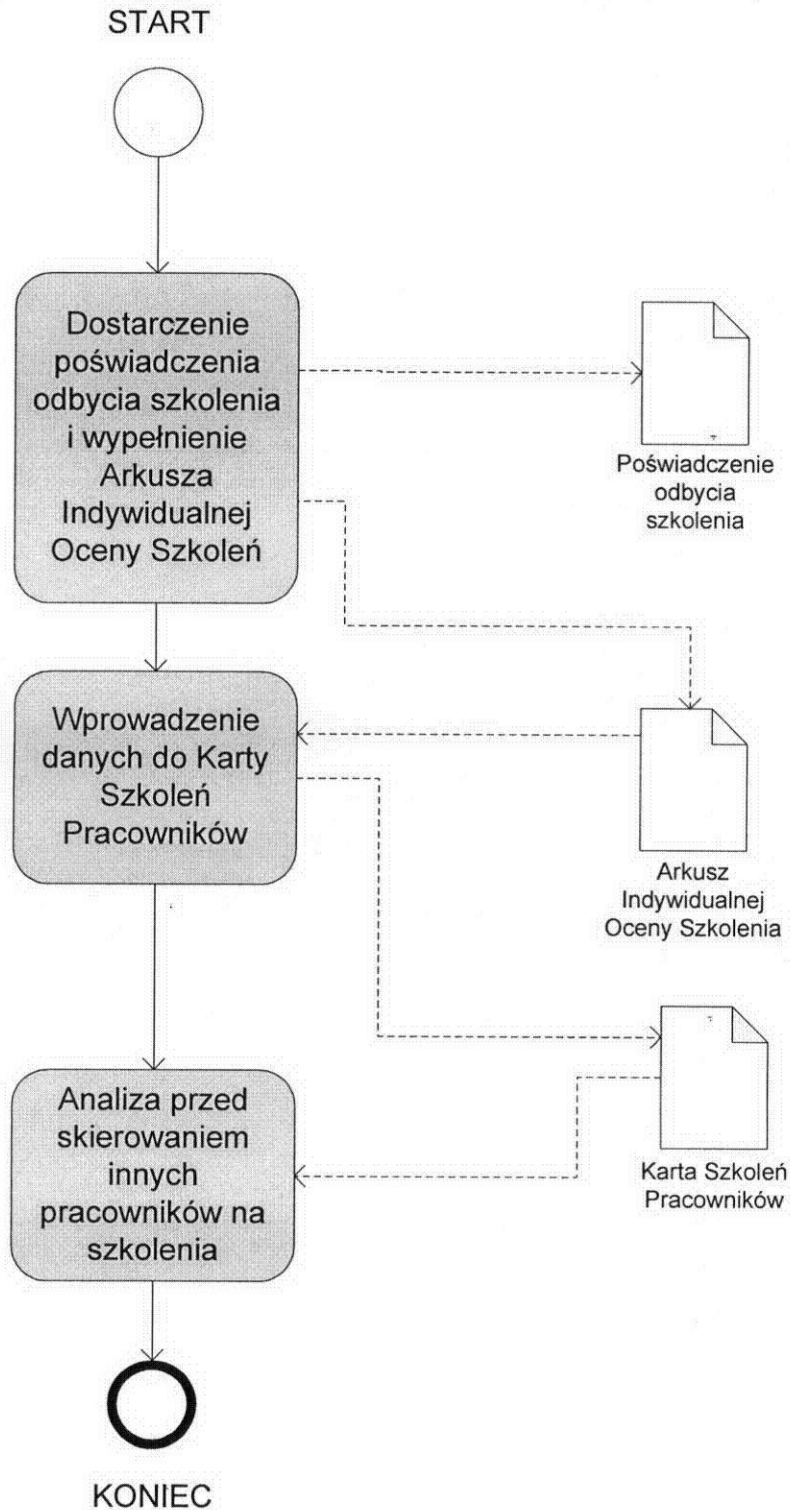 START
Dostarczenie
poświadczenia
odbycia szkolenia
i wypełnienie
Arkusza
Indywidualnej
Oceny Szkoleń
Poświadczenie
odbycia
szkolenia
Wprowadzenie
danych do Karty
Szkoleń
Pracowników
Arkusz
Indywidualnej
Oceny Szkolenia
Analiza przed
skierowaniem
innych
pracowników na
szkolenia
Karta Szkoleń
Pracowników
KONIEC